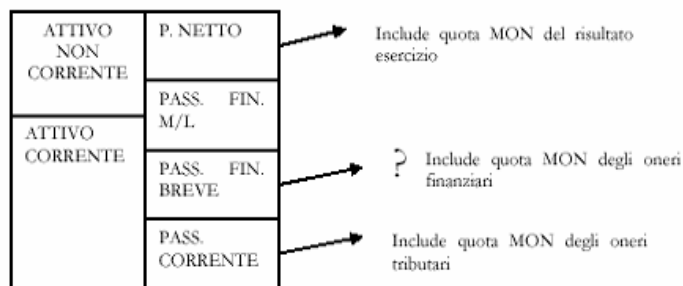 ATTIVO
NON
CORRENTE
ATTIVO
CORRENTE
P. NETTO
PASS. FIN.
M/L
PASS. FIN.
BREVE
PASS.
CORRENTE
Include quota MON del risultato
esercizio
? Include quota MON degli oneri
finanziari
Include quota MON degli oneri
tributari